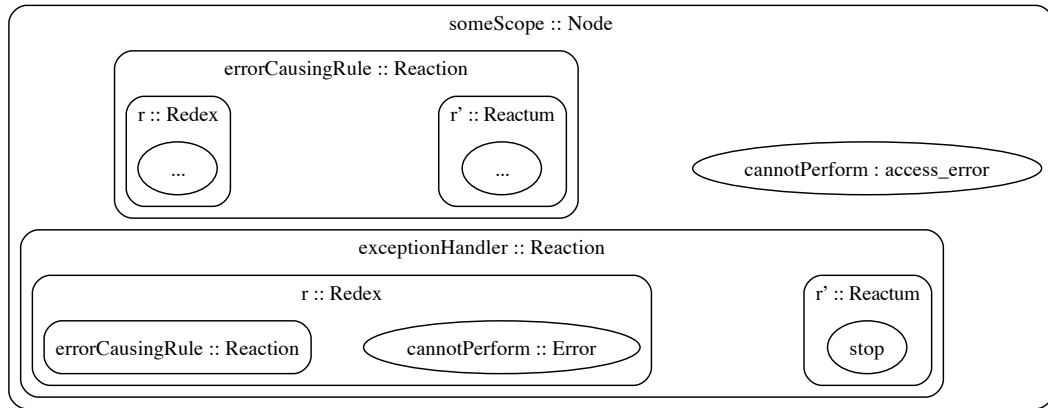 someScope :: Node
errorCausingRule :: Reaction
r :: Redex
r’ :: Reactum
...
...
cannotPerform : access_error
exceptionHandler :: Reaction
r :: Redex
r’ :: Reactum
errorCausingRule :: Reaction
cannotPerform :: Error
stop